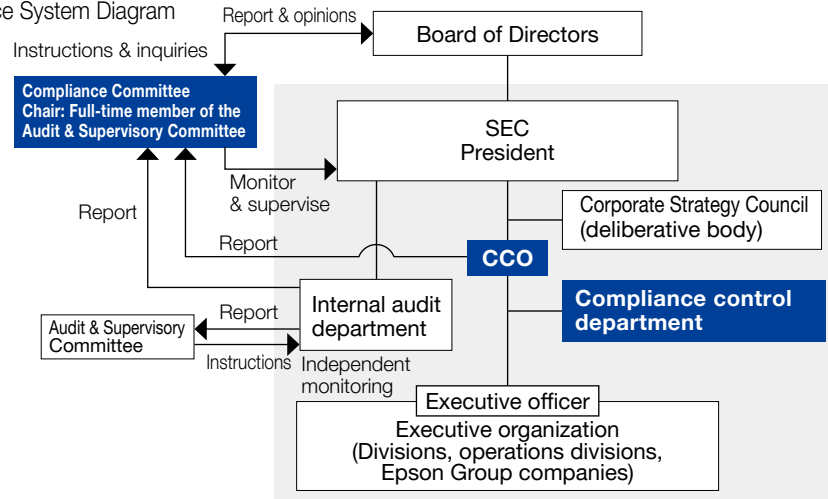 System Diagram
Report & opinions
Board of Directors
Instructions & inquiries
Compliance Committee
Chair: Full-time member of the
Audit & Supervisory Committee
SEC
President
Monitor
& supervise
Report
Corporate Strategy Council
(deliberative body)
Report
CCO
Compliance control
department
Internal audit
department
Report
Audit & Supervisory
Committee
Instructions
Independent
monitoring
Executive officer
Executive organization
(Divisions, operations divisions,
Epson Group companies)